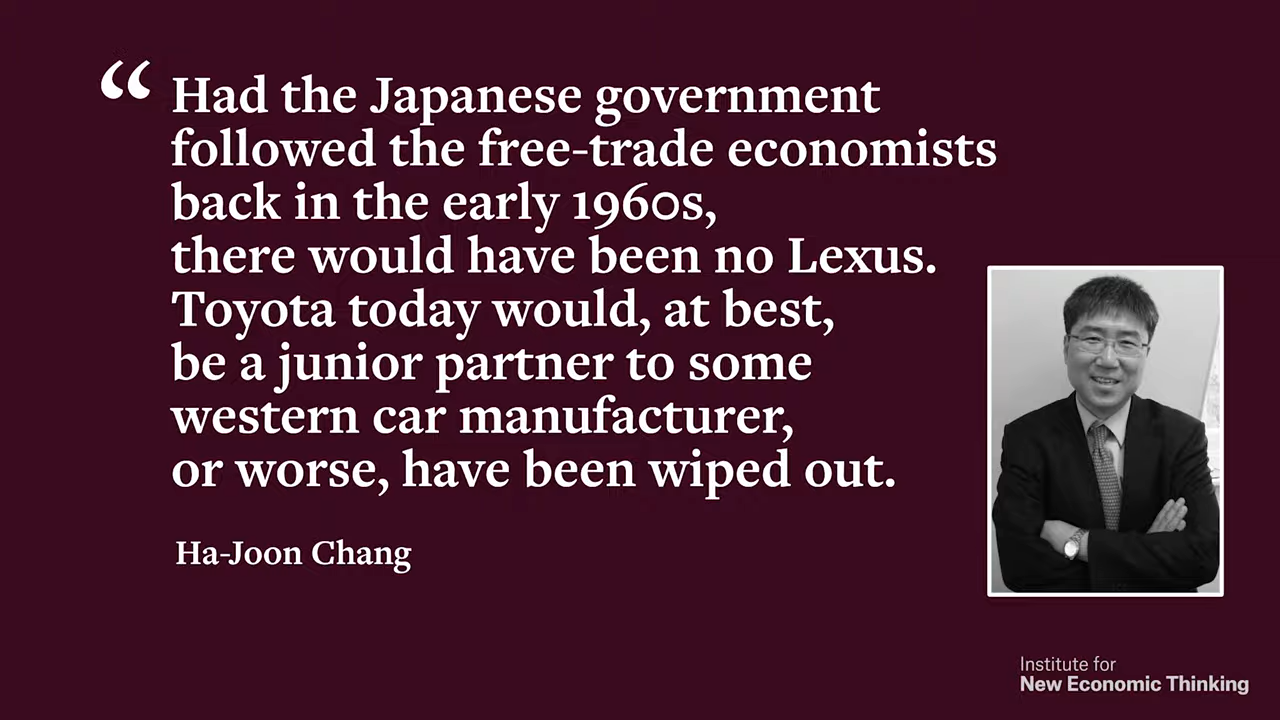 “Had the Japanese government
followed the free-trade economists
back in the early 1960s,
there would have been no Lexus.
Toyota today would, at best,
be a junior partner to some
western car manufacturer,
or worse, have been wiped out.
Ha-Joon Chang
Institute for
New Economic Thinking